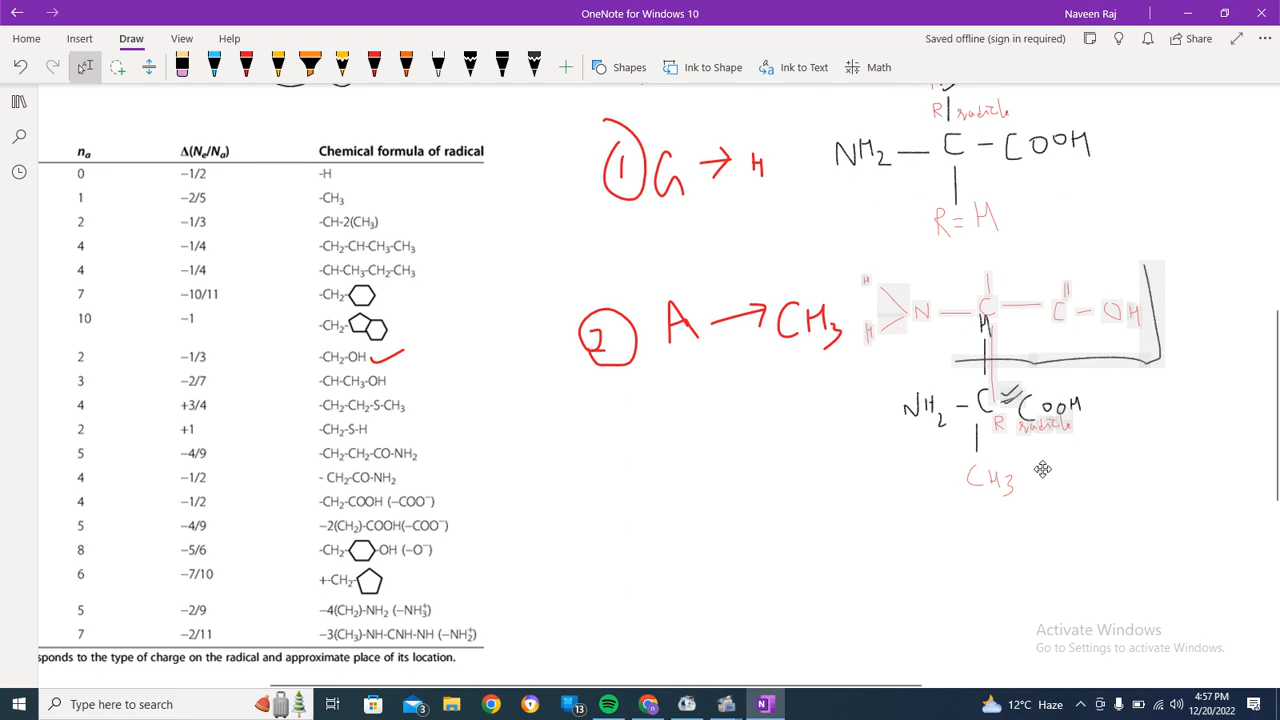 OneNote for Windows 10
Naveen Raj
Home Insert Draw View Help
Saved offline (sign in required)
Share
Shapes
Ink to Shape
Ink to Text
Math
nₐ Δ(Nₑ/Nₐ) Chemical formula of radical
0 −1/2 -H
1 −2/5 -CH₃
2 −1/3 -CH-2(CH₃)
4 −1/4 -CH₂-CH-CH₃-CH₃
4 −1/4 -CH-CH₃-CH₂-CH₃
7 −10/11 -CH₂-
10 −1 -CH₂-
2 −1/3 -CH₂-OH
3 −2/7 -CH-CH₃-OH
4 +3/4 -CH₂-CH₂-S-CH₃
2 +1 -CH₂-S-H
5 −4/9 -CH₂-CH₂-CO-NH₂
4 −1/2 - CH₂-CO-NH₂
4 −1/2 -CH₂-COOH (−COO⁻)
5 −4/9 −2(CH₂)-COOH(−COO⁻)
8 −5/6 -CH₂- -OH (−O⁻)
6 −7/10 +-CH₂-
5 −2/9 −4(CH₂)-NH₂ (−NH₃⁺)
7 −2/11 −3(CH₃)-NH-CNH-NH (−NH₂⁺)
sponds to the type of charge on the radical and approximate place of its location.
R radicle
① G → H
NH₂ — C – COOH
R = H
② A → CH₃
H
H
N — C — C – OH
H
H
NH₂ – C COOH
R radicle
CH₃
Activate Windows
Go to Settings to activate Windows.
Type here to search
3
13
12°C Haze
4:57 PM
12/20/2022